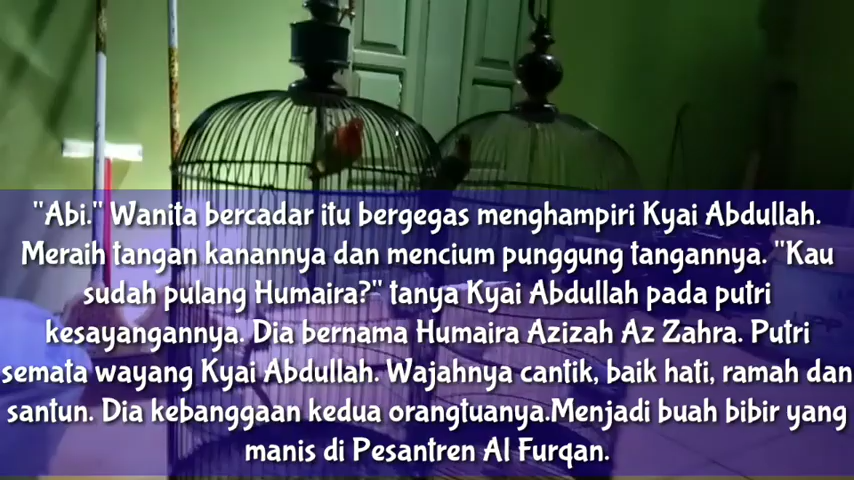 "Abi." Wanita bercadar itu bergegas menghampiri Kyai Abdullah.
Meraih tangan kanannya dan mencium punggung tangannya. "Kau
sudah pulang Humaira?" tanya Kyai Abdullah pada putri
kesayangannya. Dia bernama Humaira Azizah Az Zahra. Putri
semata wayang Kyai Abdullah. Wajahnya cantik, baik hati, ramah dan
santun. Dia kebanggaan kedua orangtuanya.Menjadi buah bibir yang
manis di Pesantren Al Furqan.